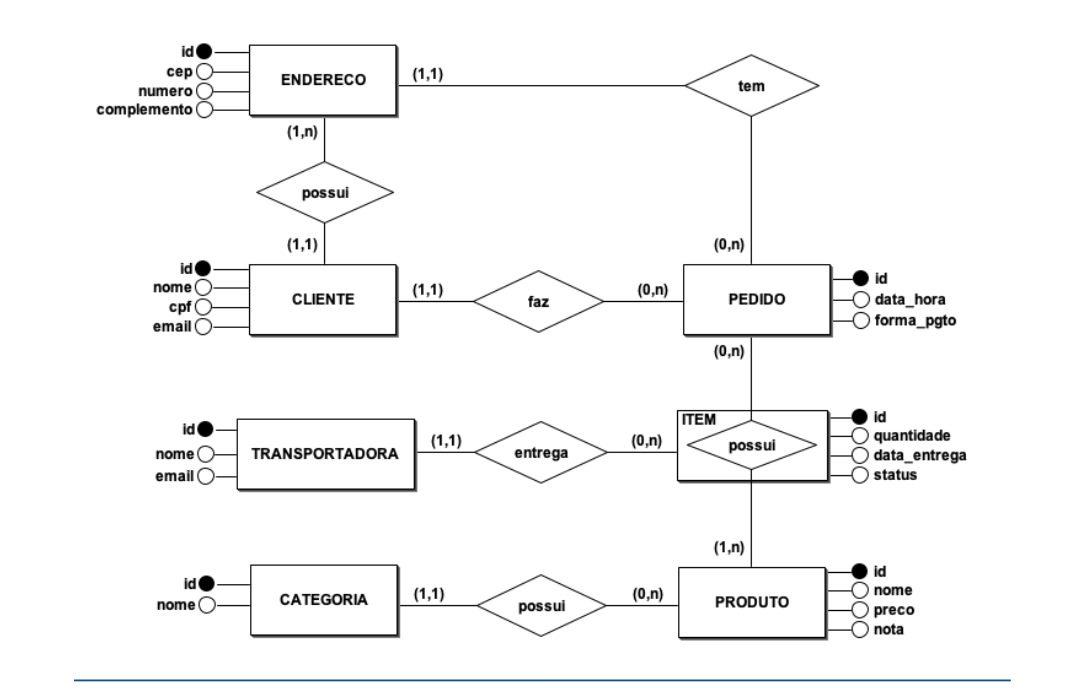 id
cep
numero
complemento
ENDERECO
(1,1)
tem
(1,n)
possui
(1,1)
(0,n)
id
nome
cpf
email
CLIENTE
(1,1)
faz
(0,n)
PEDIDO
id
data_hora
forma_pgto
(0,n)
id
nome
email
TRANSPORTADORA
(1,1)
entrega
(0,n)
ITEM
possui
id
quantidade
data_entrega
status
(1,n)
id
nome
CATEGORIA
(1,1)
possui
(0,n)
PRODUTO
id
nome
preco
nota